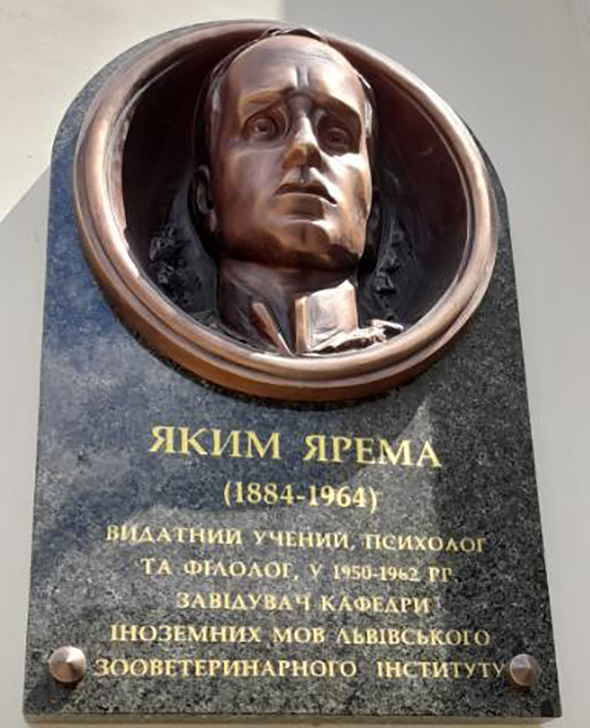 ЯКИМ ЯРЕМА
(1884-1964)
ВИДАТНИЙ УЧЕНИЙ, ПСИХОЛОГ
ТА ФІЛОЛОГ, У 1950-1962 РР.
ЗАВІДУВАЧ КАФЕДРИ
ІНОЗЕМНИХ МОВ ЛЬВІВСЬКОГО
ЗООВЕТЕРИНАРНОГО ІНСТИТУТУ